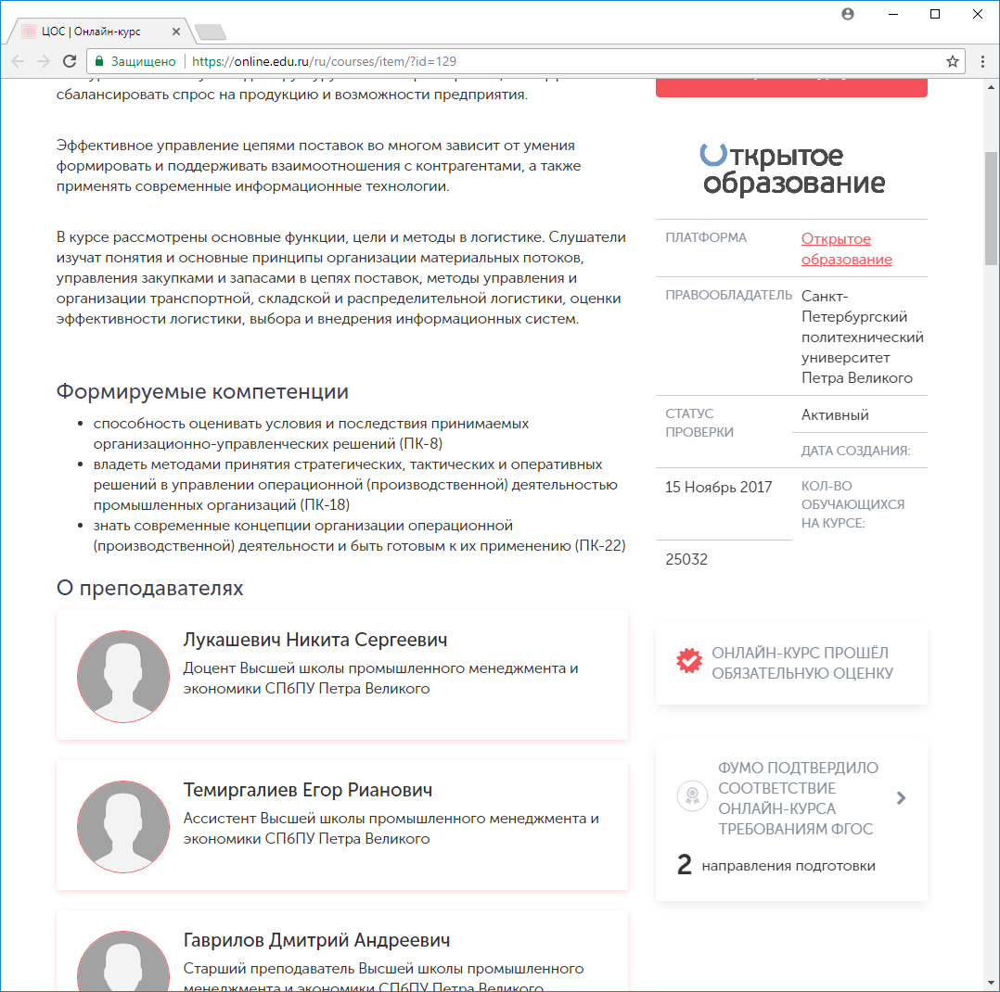 ЦОС | Онлайн-курс
Защищено
https://online.edu.ru/ru/courses/item/?id=129
сбалансировать спрос на продукцию и возможности предприятия.
Эффективное управление цепями поставок во многом зависит от умения
формировать и поддерживать взаимоотношения с контрагентами, а также
применять современные информационные технологии.
В курсе рассмотрены основные функции, цели и методы в логистике. Слушатели
изучат понятия и основные принципы организации материальных потоков,
управления закупками и запасами в цепях поставок, методы управления и
организации транспортной, складской и распределительной логистики, оценки
эффективности логистики, выбора и внедрения информационных систем.
Формируемые компетенции
• способность оценивать условия и последствия принимаемых
организационно-управленческих решений (ПК-8)
• владеть методами принятия стратегических, тактических и оперативных
решений в управлении операционной (производственной) деятельностью
промышленных организаций (ПК-18)
• знать современные концепции организации операционной
(производственной) деятельности и быть готовым к их применению (ПК-22)
О преподавателях
Лукашевич Никита Сергеевич
Доцент Высшей школы промышленного менеджмента и
экономики СПбПУ Петра Великого
Темиргалиев Егор Рианович
Ассистент Высшей школы промышленного менеджмента и
экономики СПбПУ Петра Великого
Гаврилов Дмитрий Андреевич
Старший преподаватель Высшей школы промышленного
менеджмента и экономики СПбПУ Петра Великого
Открытое
образование
ПЛАТФОРМА
Открытое
образование
ПРАВООБЛАДАТЕЛЬ
Санкт-
Петербургский
политехнический
университет
Петра Великого
СТАТУС
ПРОВЕРКИ
Активный
ДАТА СОЗДАНИЯ:
15 Ноябрь 2017
КОЛ-ВО
ОБУЧАЮЩИХСЯ
НА КУРСЕ:
25032
ОНЛАЙН-КУРС ПРОШЁЛ
ОБЯЗАТЕЛЬНУЮ ОЦЕНКУ
ФУМО ПОДТВЕРДИЛО
СООТВЕТСТВИЕ
ОНЛАЙН-КУРСА
ТРЕБОВАНИЯМ ФГОС
2 направления подготовки